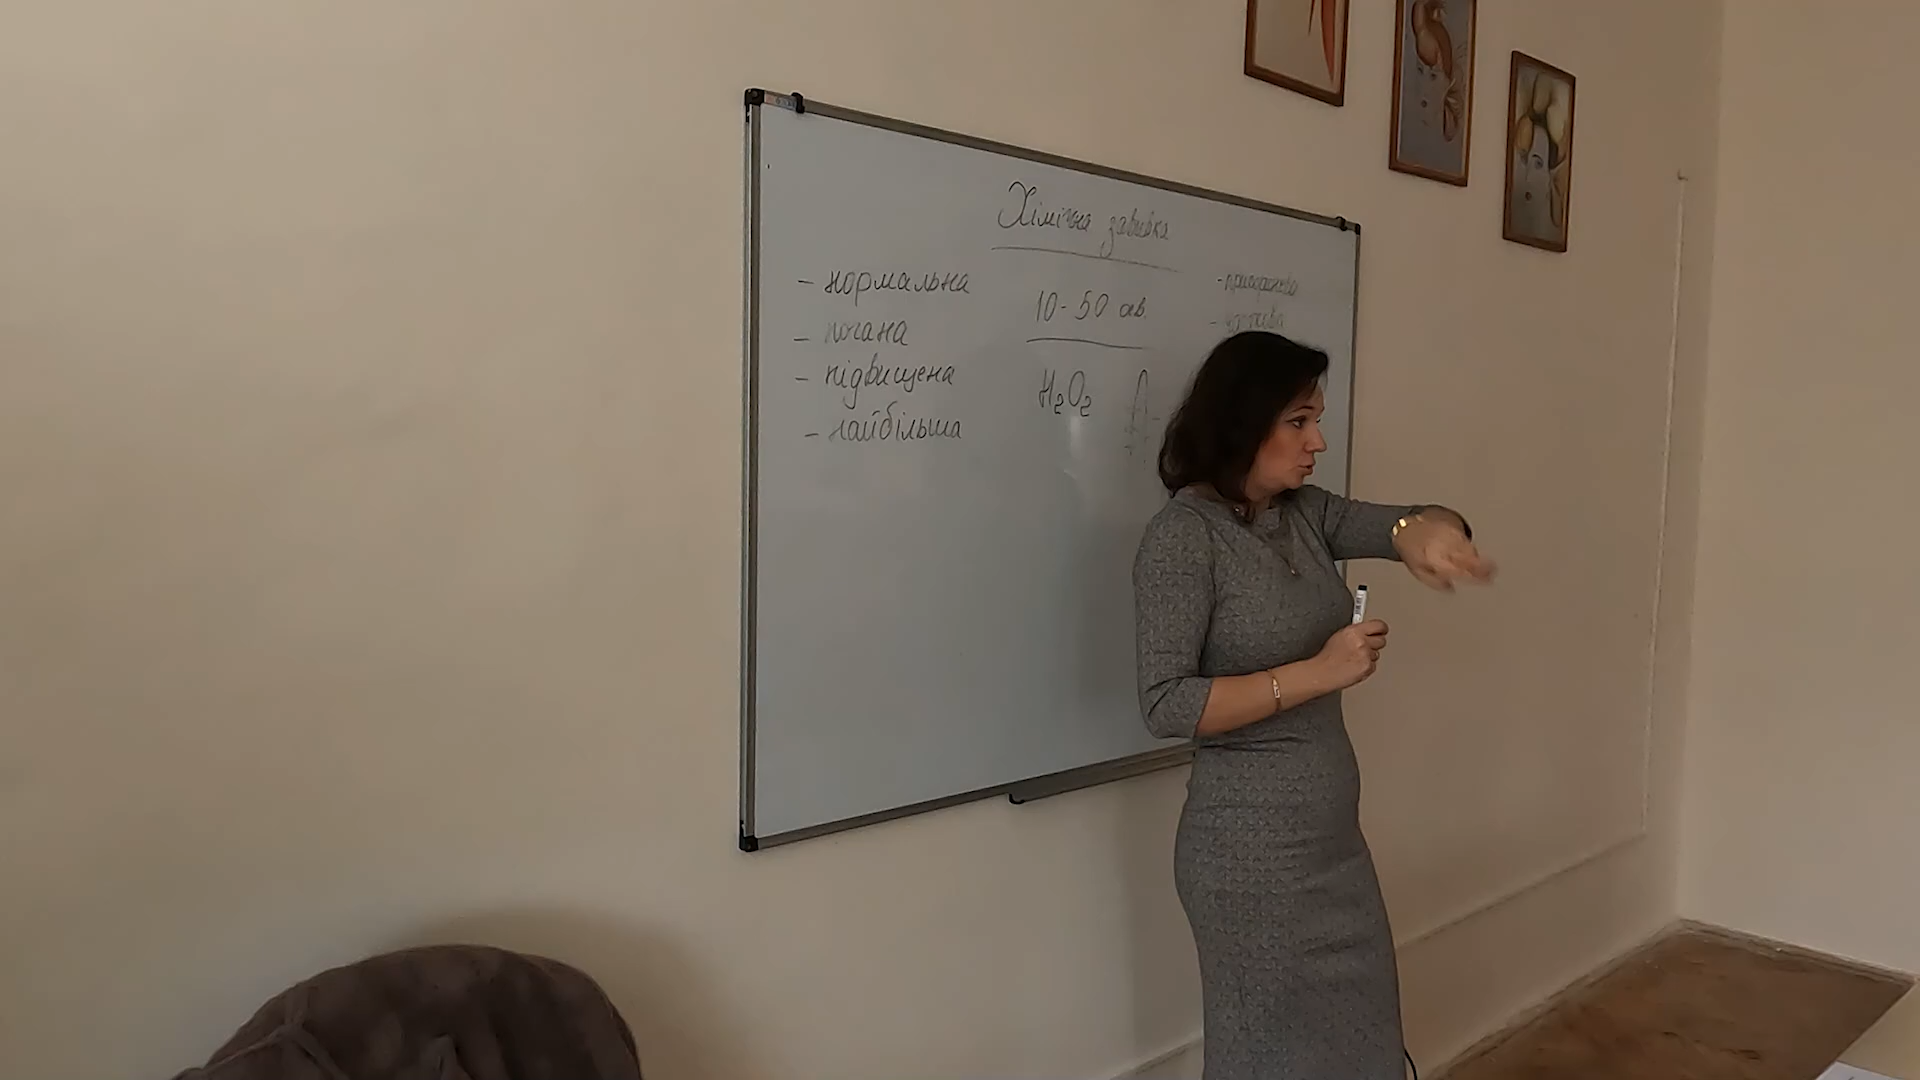 Хімічна завивка
- нормальна
- погана
- підвищена
- найбільша
10-50 хв.
H₂O₂